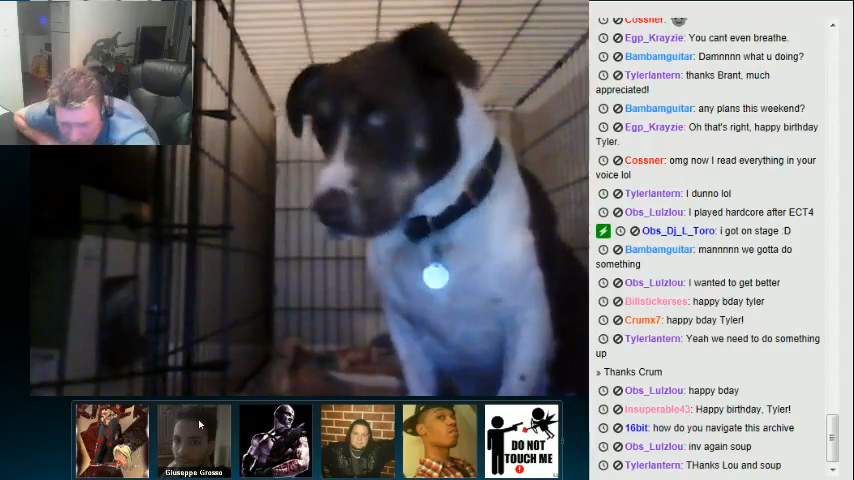 Cossner:
Egp_Krayzie: You cant even breathe.
Bambamguitar: Damnnnn what u doing?
Tylerlantern: thanks Brant, much
appreciated!
Bambamguitar: any plans this weekend?
Egp_Krayzie: Oh that's right, happy birthday
Tyler.
Cossner: omg now I read everything in your
voice lol
Tylerlantern: I dunno lol
Obs_Lulzlou: I played hardcore after ECT4
Obs_Dj_L_Toro: i got on stage :D
Bambamguitar: mannnnn we gotta do
something
Obs_Lulzlou: I wanted to get better
Billstickerses: happy bday tyler
Crumx7: happy bday Tyler!
Tylerlantern: Yeah we need to do something
up
» Thanks Crum
Obs_Lulzlou: happy bday
Insuperable43: Happy birthday, Tyler!
16bit: how do you navigate this archive
Obs_Lulzlou: inv again soup
Tylerlantern: THanks Lou and soup
Giuseppe Grosso
DO NOT
TOUCH ME
!